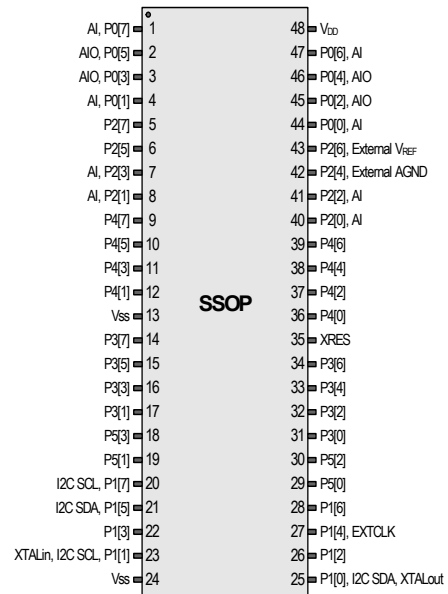 AI, P0[7] 1 48 VDD
AIO, P0[5] 2 47 P0[6], AI
AIO, P0[3] 3 46 P0[4], AIO
AI, P0[1] 4 45 P0[2], AIO
P2[7] 5 44 P0[0], AI
P2[5] 6 43 P2[6], External VREF
AI, P2[3] 7 42 P2[4], External AGND
AI, P2[1] 8 41 P2[2], AI
P4[7] 9 40 P2[0], AI
P4[5] 10 39 P4[6]
P4[3] 11 38 P4[4]
P4[1] 12 37 P4[2]
SSOP
Vss 13 36 P4[0]
P3[7] 14 35 XRES
P3[5] 15 34 P3[6]
P3[3] 16 33 P3[4]
P3[1] 17 32 P3[2]
P5[3] 18 31 P3[0]
P5[1] 19 30 P5[2]
I2C SCL, P1[7] 20 29 P5[0]
I2C SDA, P1[5] 21 28 P1[6]
P1[3] 22 27 P1[4], EXTCLK
XTALin, I2C SCL, P1[1] 23 26 P1[2]
Vss 24 25 P1[0], I2C SDA, XTALout